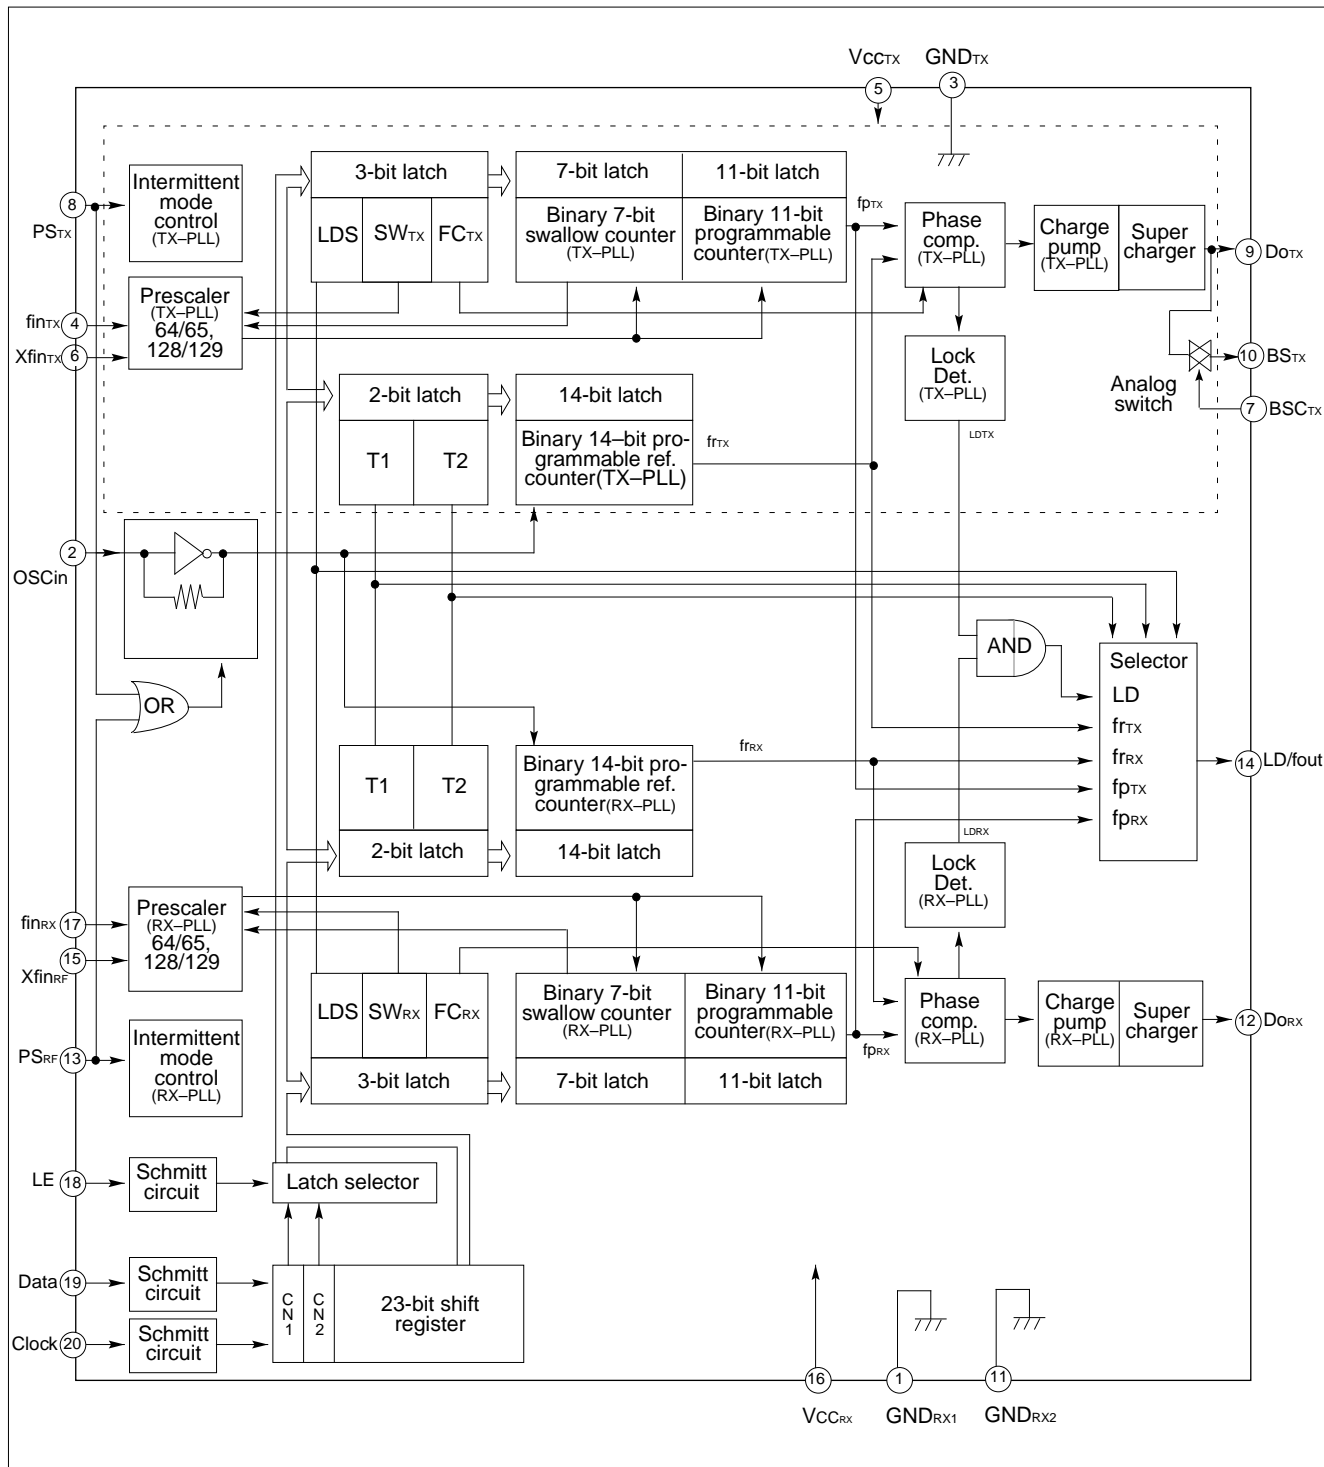 VccTX
GNDTX
5
3
8
PSTX
Intermittent
mode
control
(TX–PLL)
3-bit latch
LDS
SWTX
FCTX
7-bit latch
11-bit latch
Binary 7-bit
swallow counter
(TX–PLL)
Binary 11-bit
programmable
counter(TX–PLL)
fpTX
Phase
comp.
(TX–PLL)
Charge
pump
(TX–PLL)
Super
charger
9
DoTX
finTX
4
XfinTX
6
Prescaler
(TX–PLL)
64/65,
128/129
Lock
Det.
(TX–PLL)
LDTX
10
BSTX
Analog
switch
7
BSCTX
2-bit latch
T1
T2
14-bit latch
Binary 14–bit pro-
grammable ref.
counter(TX–PLL)
frTX
2
OSCin
OR
AND
Selector
LD
frTX
frRX
fpTX
fpRX
14
LD/fout
T1
T2
2-bit latch
Binary 14-bit pro-
grammable ref.
counter(RX–PLL)
14-bit latch
frRX
LDRX
Lock
Det.
(RX–PLL)
finRX
17
15
XfinRF
Prescaler
(RX–PLL)
64/65,
128/129
LDS
SWRX
FCRX
3-bit latch
Binary 7-bit
swallow counter
(RX–PLL)
Binary 11-bit
programmable
counter(RX–PLL)
7-bit latch
11-bit latch
fpRX
Phase
comp.
(RX–PLL)
Charge
pump
(RX–PLL)
Super
charger
12
DoRX
PSRF
13
Intermittent
mode
control
(RX–PLL)
LE
18
Schmitt
circuit
Latch selector
Data
19
Schmitt
circuit
Clock
20
Schmitt
circuit
CN1
CN2
23-bit shift
register
16
1
11
VCCRX
GNDRX1
GNDRX2